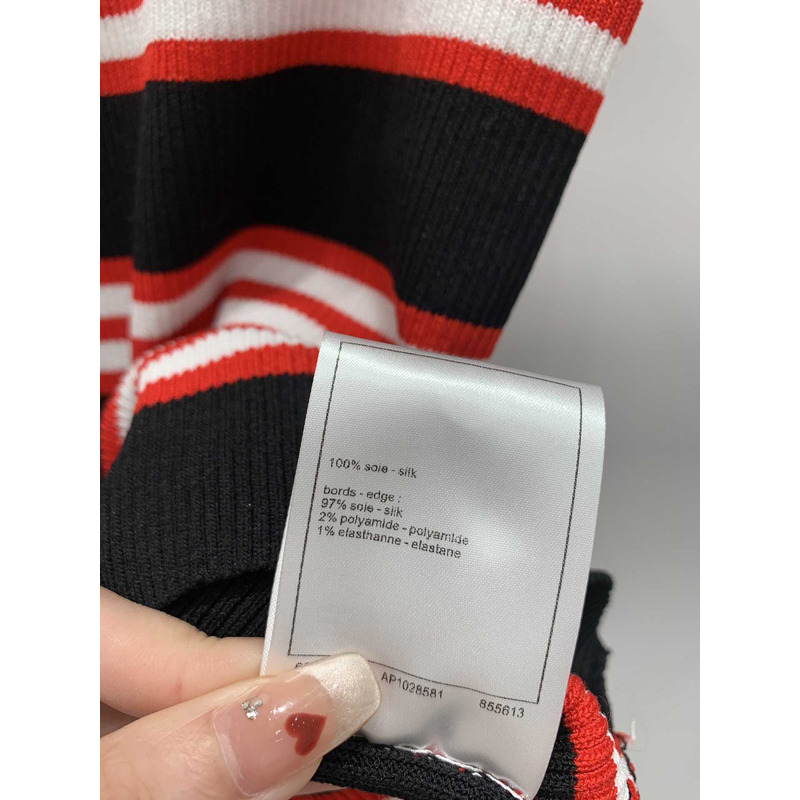 100% soie - silk
bords - edge :
97% soie - silk
2% polyamide - polyamide
1% elasthanne - elastane
AP1028581 855613